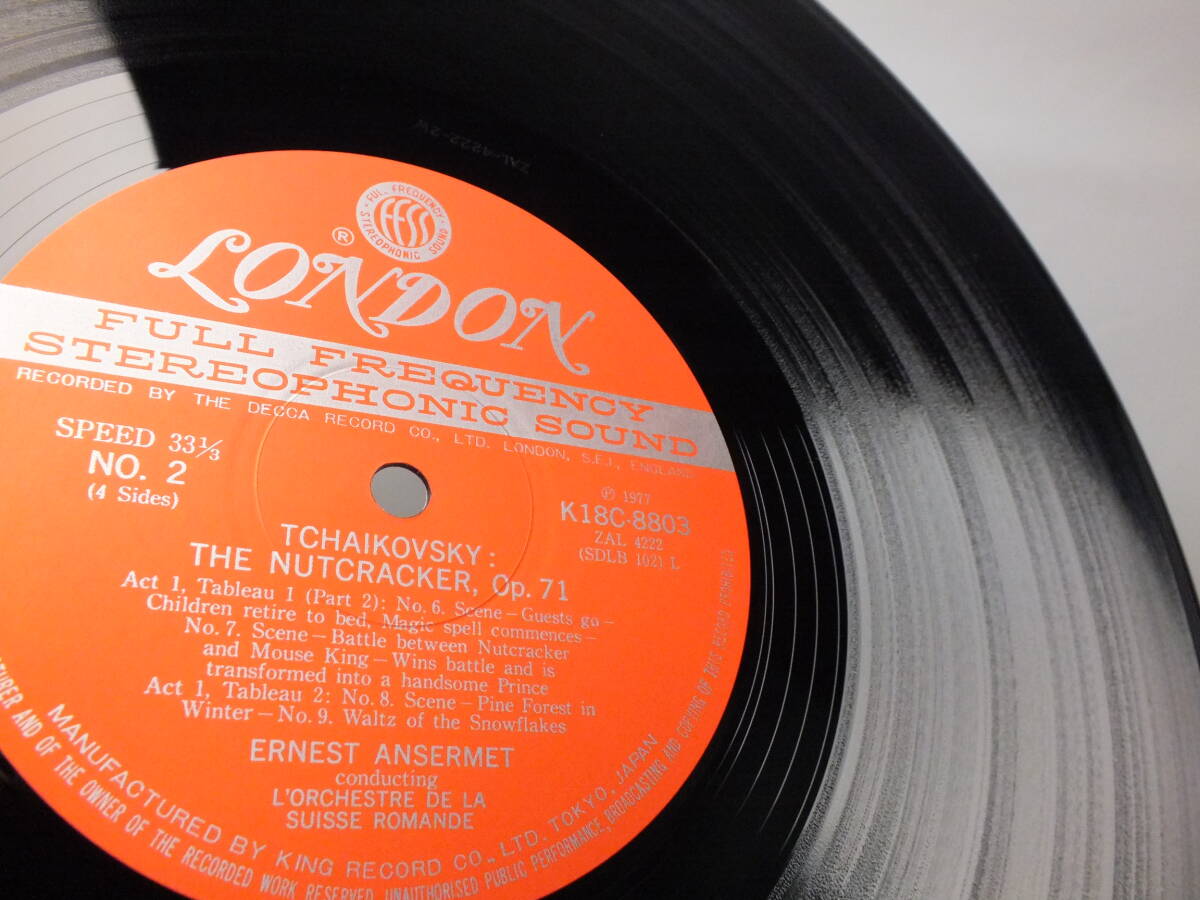 ZAL-4222-2W
FULL FREQUENCY
FFSS
STEREOPHONIC SOUND
®
LONDON
FULL FREQUENCY
STEREOPHONIC SOUND
RECORDED BY THE DECCA RECORD CO., LTD. LONDON, S.E.I., ENGLAND
SPEED 33⅓
NO. 2
(4 Sides)
℗ 1977
K18C-8803
ZAL 4222
(SDLB 102) L
TCHAIKOVSKY:
THE NUTCRACKER, Op. 71
Act 1, Tableau 1 (Part 2): No. 6. Scene—Guests go—
Children retire to bed, Magic spell commences—
No. 7. Scene—Battle between Nutcracker
and Mouse King—Wins battle and is
transformed into a handsome Prince
Act 1, Tableau 2: No. 8. Scene—Pine Forest in
Winter—No. 9. Waltz of the Snowflakes
ERNEST ANSERMET
conducting
L'ORCHESTRE DE LA
SUISSE ROMANDE
MANUFACTURED BY KING RECORD CO., LTD. TOKYO, JAPAN
AND OF THE OWNER OF THE RECORDED WORK RESERVED. UNAUTHORISED PUBLIC PERFORMANCE, BROADCASTING AND COPYING OF THIS RECORD PROHIBITED